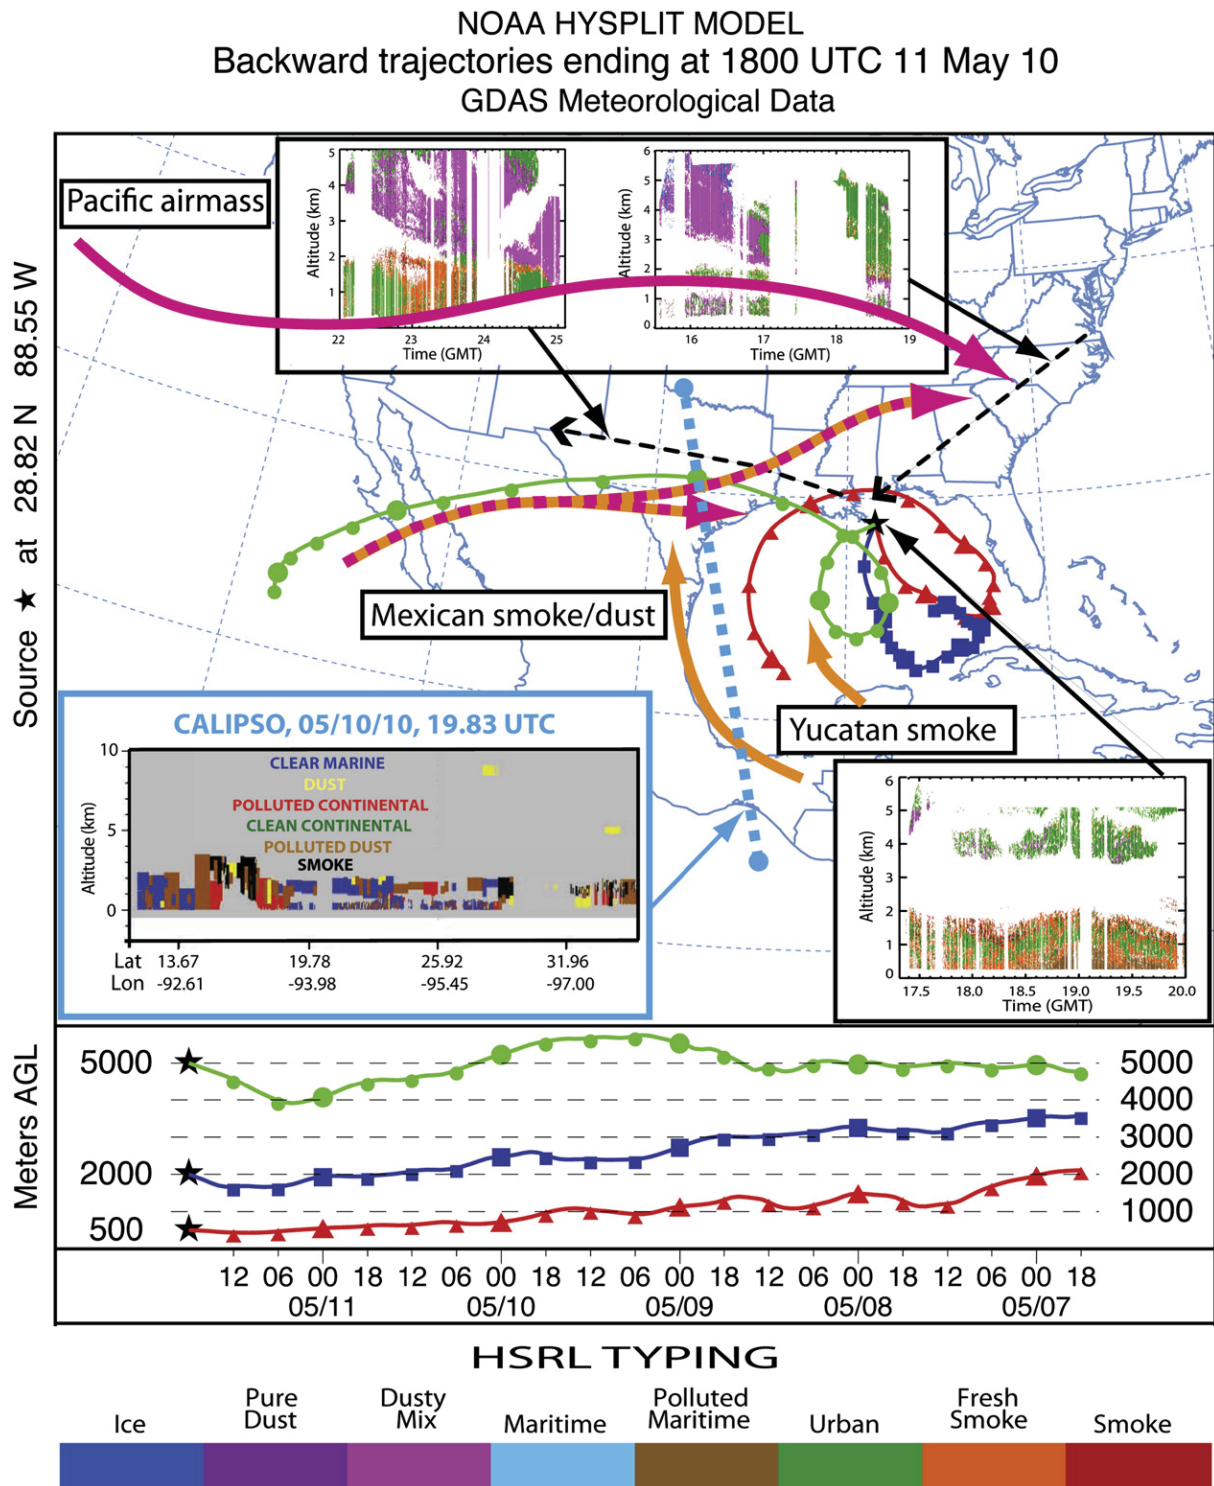 NOAA HYSPLIT MODEL
Backward trajectories ending at 1800 UTC 11 May 10
GDAS Meteorological Data
Source ★ at 28.82 N 88.55 W
Pacific airmass
5
4
3
2
1
Altitude (km)
22 23 24 25
Time (GMT)
6
5
4
3
2
1
0
Altitude (km)
16 17 18 19
Time (GMT)
Mexican smoke/dust
Yucatan smoke
CALIPSO, 05/10/10, 19.83 UTC
10
5
0
Altitude (km)
CLEAR MARINE
DUST
POLLUTED CONTINENTAL
CLEAN CONTINENTAL
POLLUTED DUST
SMOKE
Lat 13.67 19.78 25.92 31.96
Lon -92.61 -93.98 -95.45 -97.00
6
5
4
3
2
1
0
Altitude (km)
17.5 18.0 18.5 19.0 19.5 20.0
Time (GMT)
Meters AGL
5000 5000
4000
3000
2000 2000
1000
500
12 06 00 18 12 06 00 18 12 06 00 18 12 06 00 18 12 06 00 18
05/11 05/10 05/09 05/08 05/07
HSRL TYPING
Ice Pure Dust Dusty Mix Maritime Polluted Maritime Urban Fresh Smoke Smoke